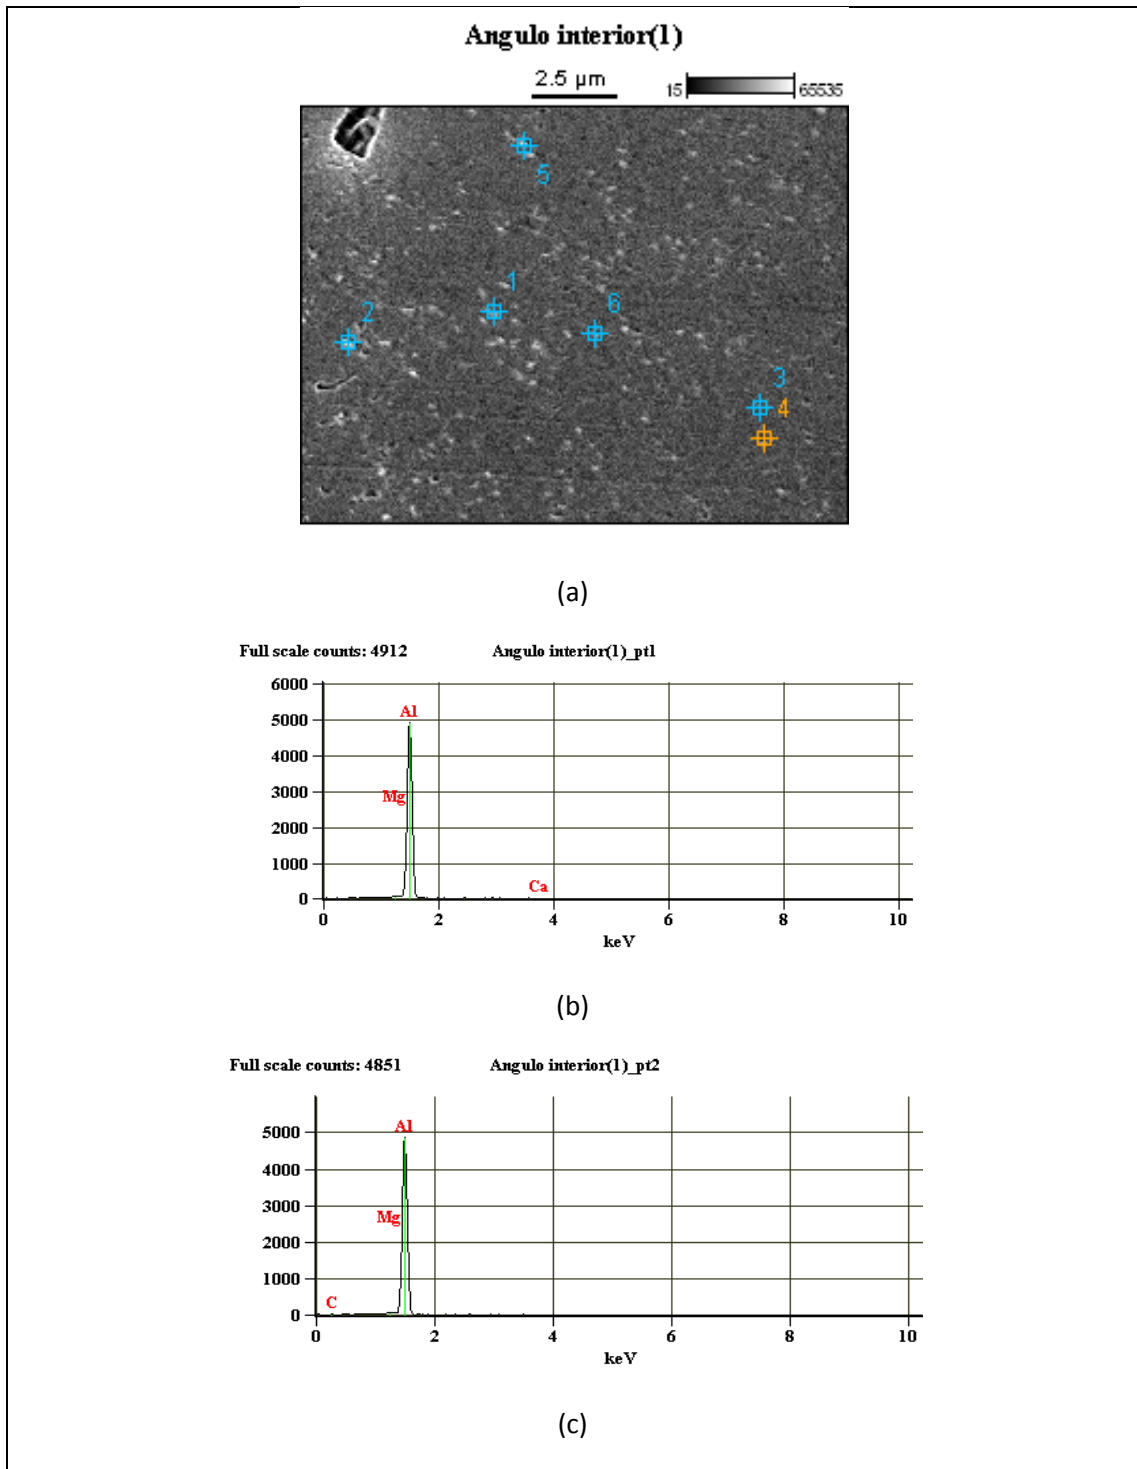 Angulo interior(1)
2.5 µm
15 65535
5
1
2
6
3
4
(a)
Full scale counts: 4912 Angulo interior(1)_pt1
6000
5000
4000
3000
2000
1000
0
Al
Mg
Ca
0 2 4 6 8 10
keV
(b)
Full scale counts: 4851 Angulo interior(1)_pt2
5000
4000
3000
2000
1000
0
Al
Mg
C
0 2 4 6 8 10
keV
(c)